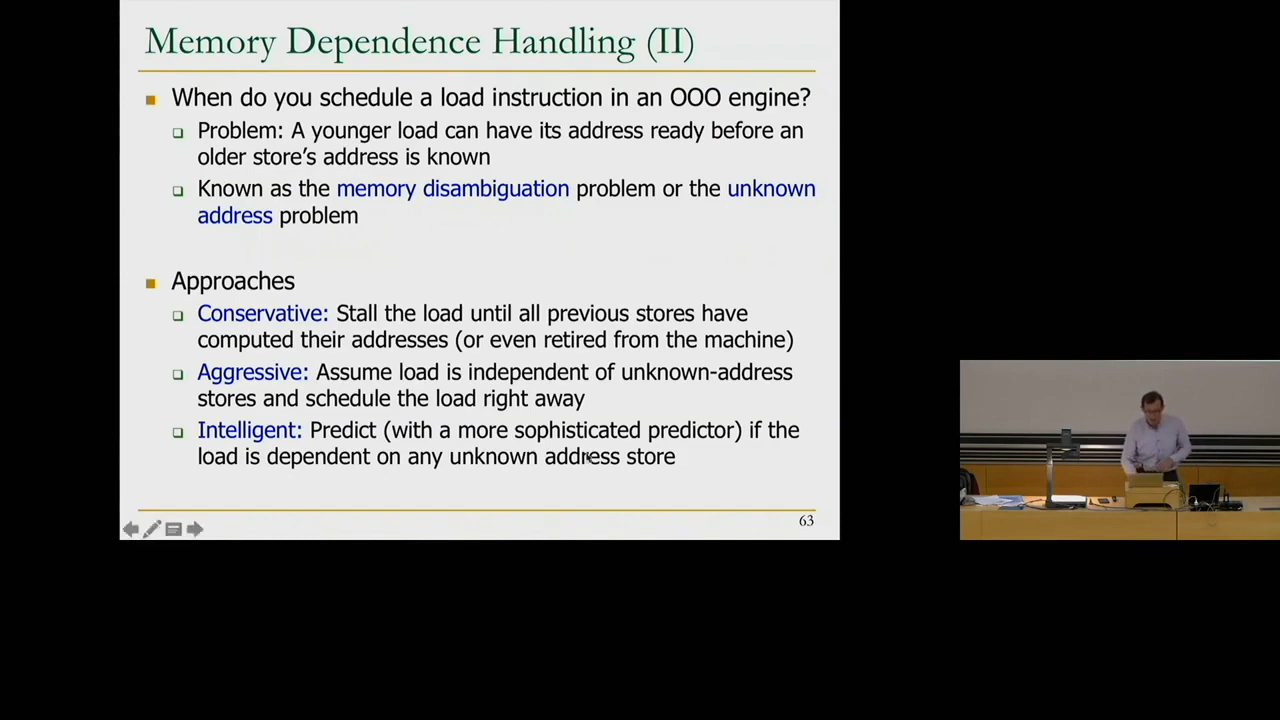 Memory Dependence Handling (II)
When do you schedule a load instruction in an OOO engine?
Problem: A younger load can have its address ready before an
older store’s address is known
Known as the memory disambiguation problem or the unknown
address problem
Approaches
Conservative: Stall the load until all previous stores have
computed their addresses (or even retired from the machine)
Aggressive: Assume load is independent of unknown-address
stores and schedule the load right away
Intelligent: Predict (with a more sophisticated predictor) if the
load is dependent on any unknown address store
63